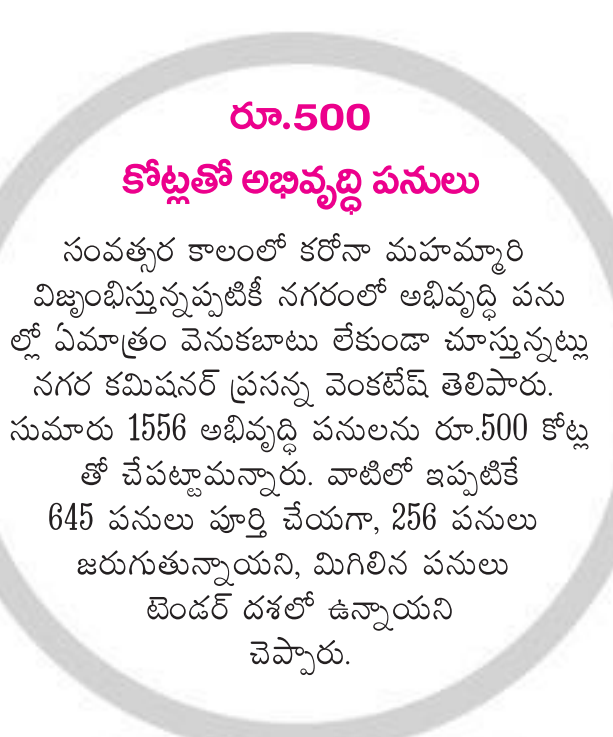 రూ.500
కోట్లతో అభివృద్ధి పనులు
సంవత్సర కాలంలో కరోనా మహమ్మారి
విజృంభిస్తున్నప్పటికీ నగరంలో అభివృద్ధి పను
ల్లో ఏమాత్రం వెనుకబాటు లేకుండా చూస్తున్నట్లు
నగర కమిషనర్ ప్రసన్న వెంకటేష్ తెలిపారు.
సుమారు 1556 అభివృద్ధి పనులను రూ.500 కోట్ల
తో చేపట్టామన్నారు. వాటిలో ఇప్పటికే
645 పనులు పూర్తి చేయగా, 256 పనులు
జరుగుతున్నాయని, మిగిలిన పనులు
టెండర్ దశలో ఉన్నాయని
చెప్పారు.